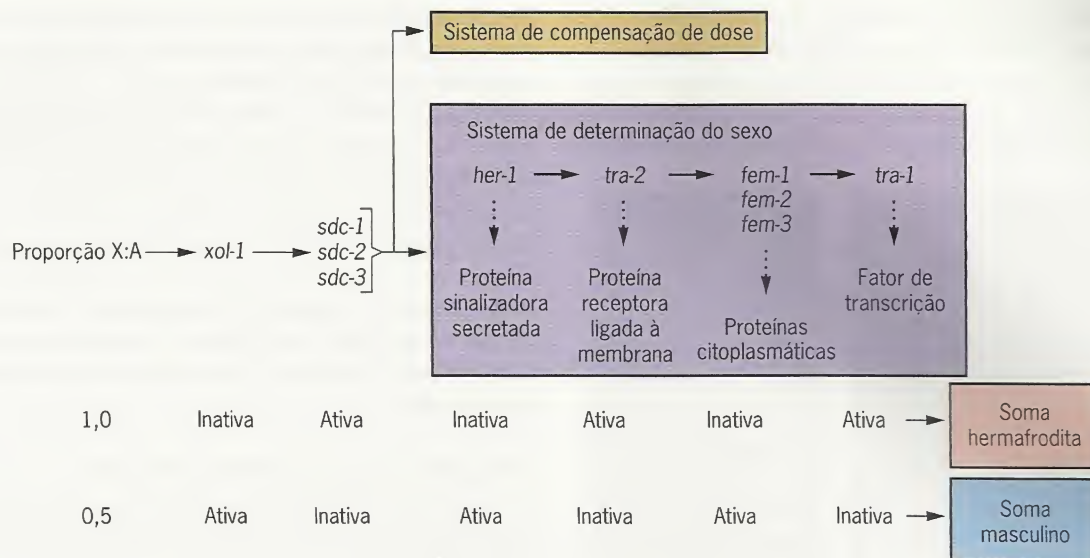 Sistema de compensação de dose
Sistema de determinação do sexo
her-1 tra-2 fem-1 tra-1
fem-2
fem-3
Proporção X:A xol-1 sdc-1
sdc-2
sdc-3
Proteína
sinalizadora
secretada
Proteína
receptora
ligada à
membrana
Proteínas
citoplasmáticas
Fator de
transcrição
1,0 Inativa Ativa Inativa Ativa Inativa Ativa Soma
hermafrodita
0,5 Ativa Inativa Ativa Inativa Ativa Inativa Soma
masculino